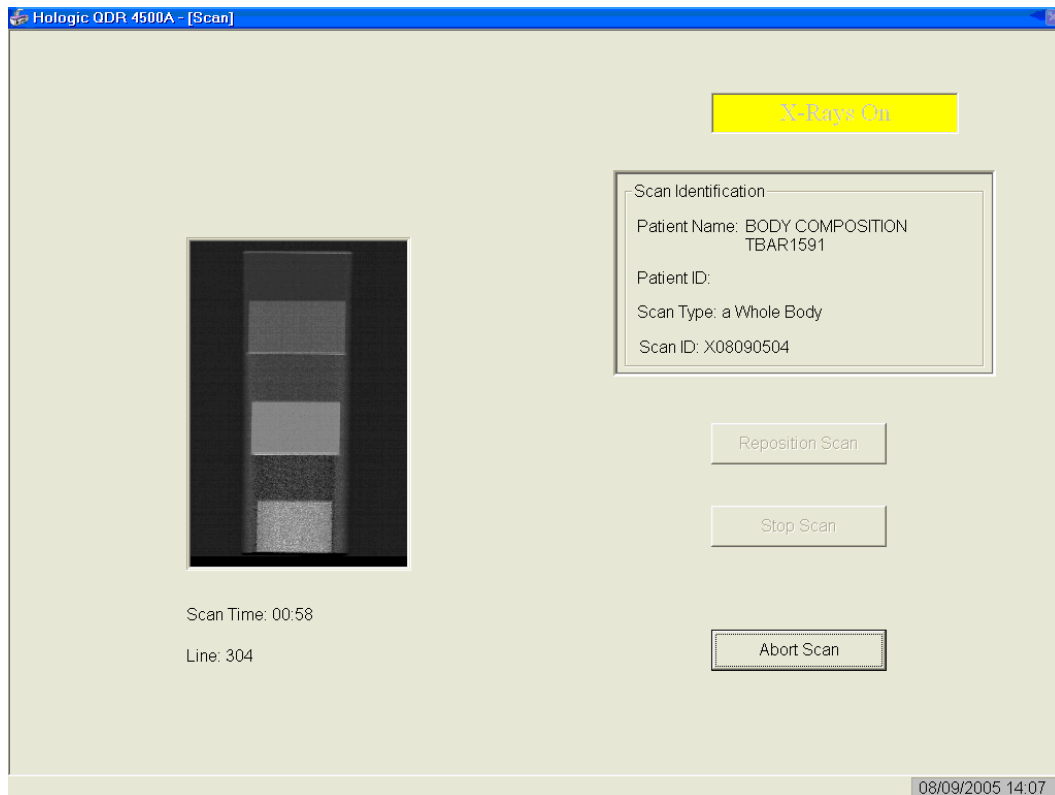 Hologic QDR 4500A - [Scan]
X-Rays On
Scan Identification
Patient Name: BODY COMPOSITION
TBAR1591
Patient ID:
Scan Type: a Whole Body
Scan ID: X08090504
Reposition Scan
Stop Scan
Scan Time: 00:58
Line: 304
Abort Scan
08/09/2005 14:07